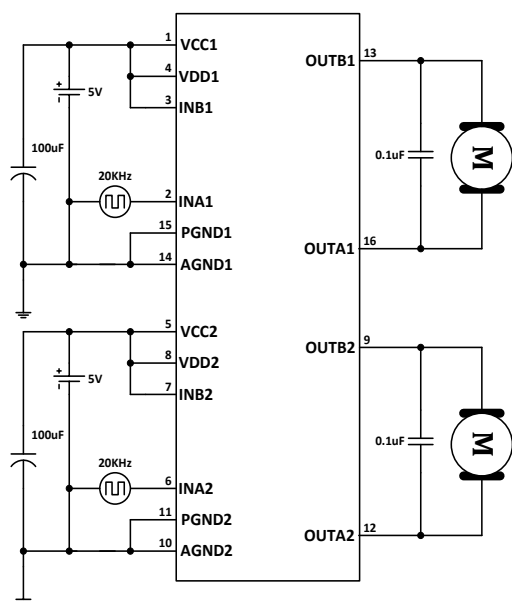 1 VCC1
4 VDD1
3 INB1
5V
100uF
20KHz
2 INA1
15 PGND1
14 AGND1
OUTB1 13
0.1uF
M
OUTA1 16
5 VCC2
8 VDD2
7 INB2
5V
100uF
20KHz
6 INA2
11 PGND2
10 AGND2
OUTB2 9
0.1uF
M
OUTA2 12